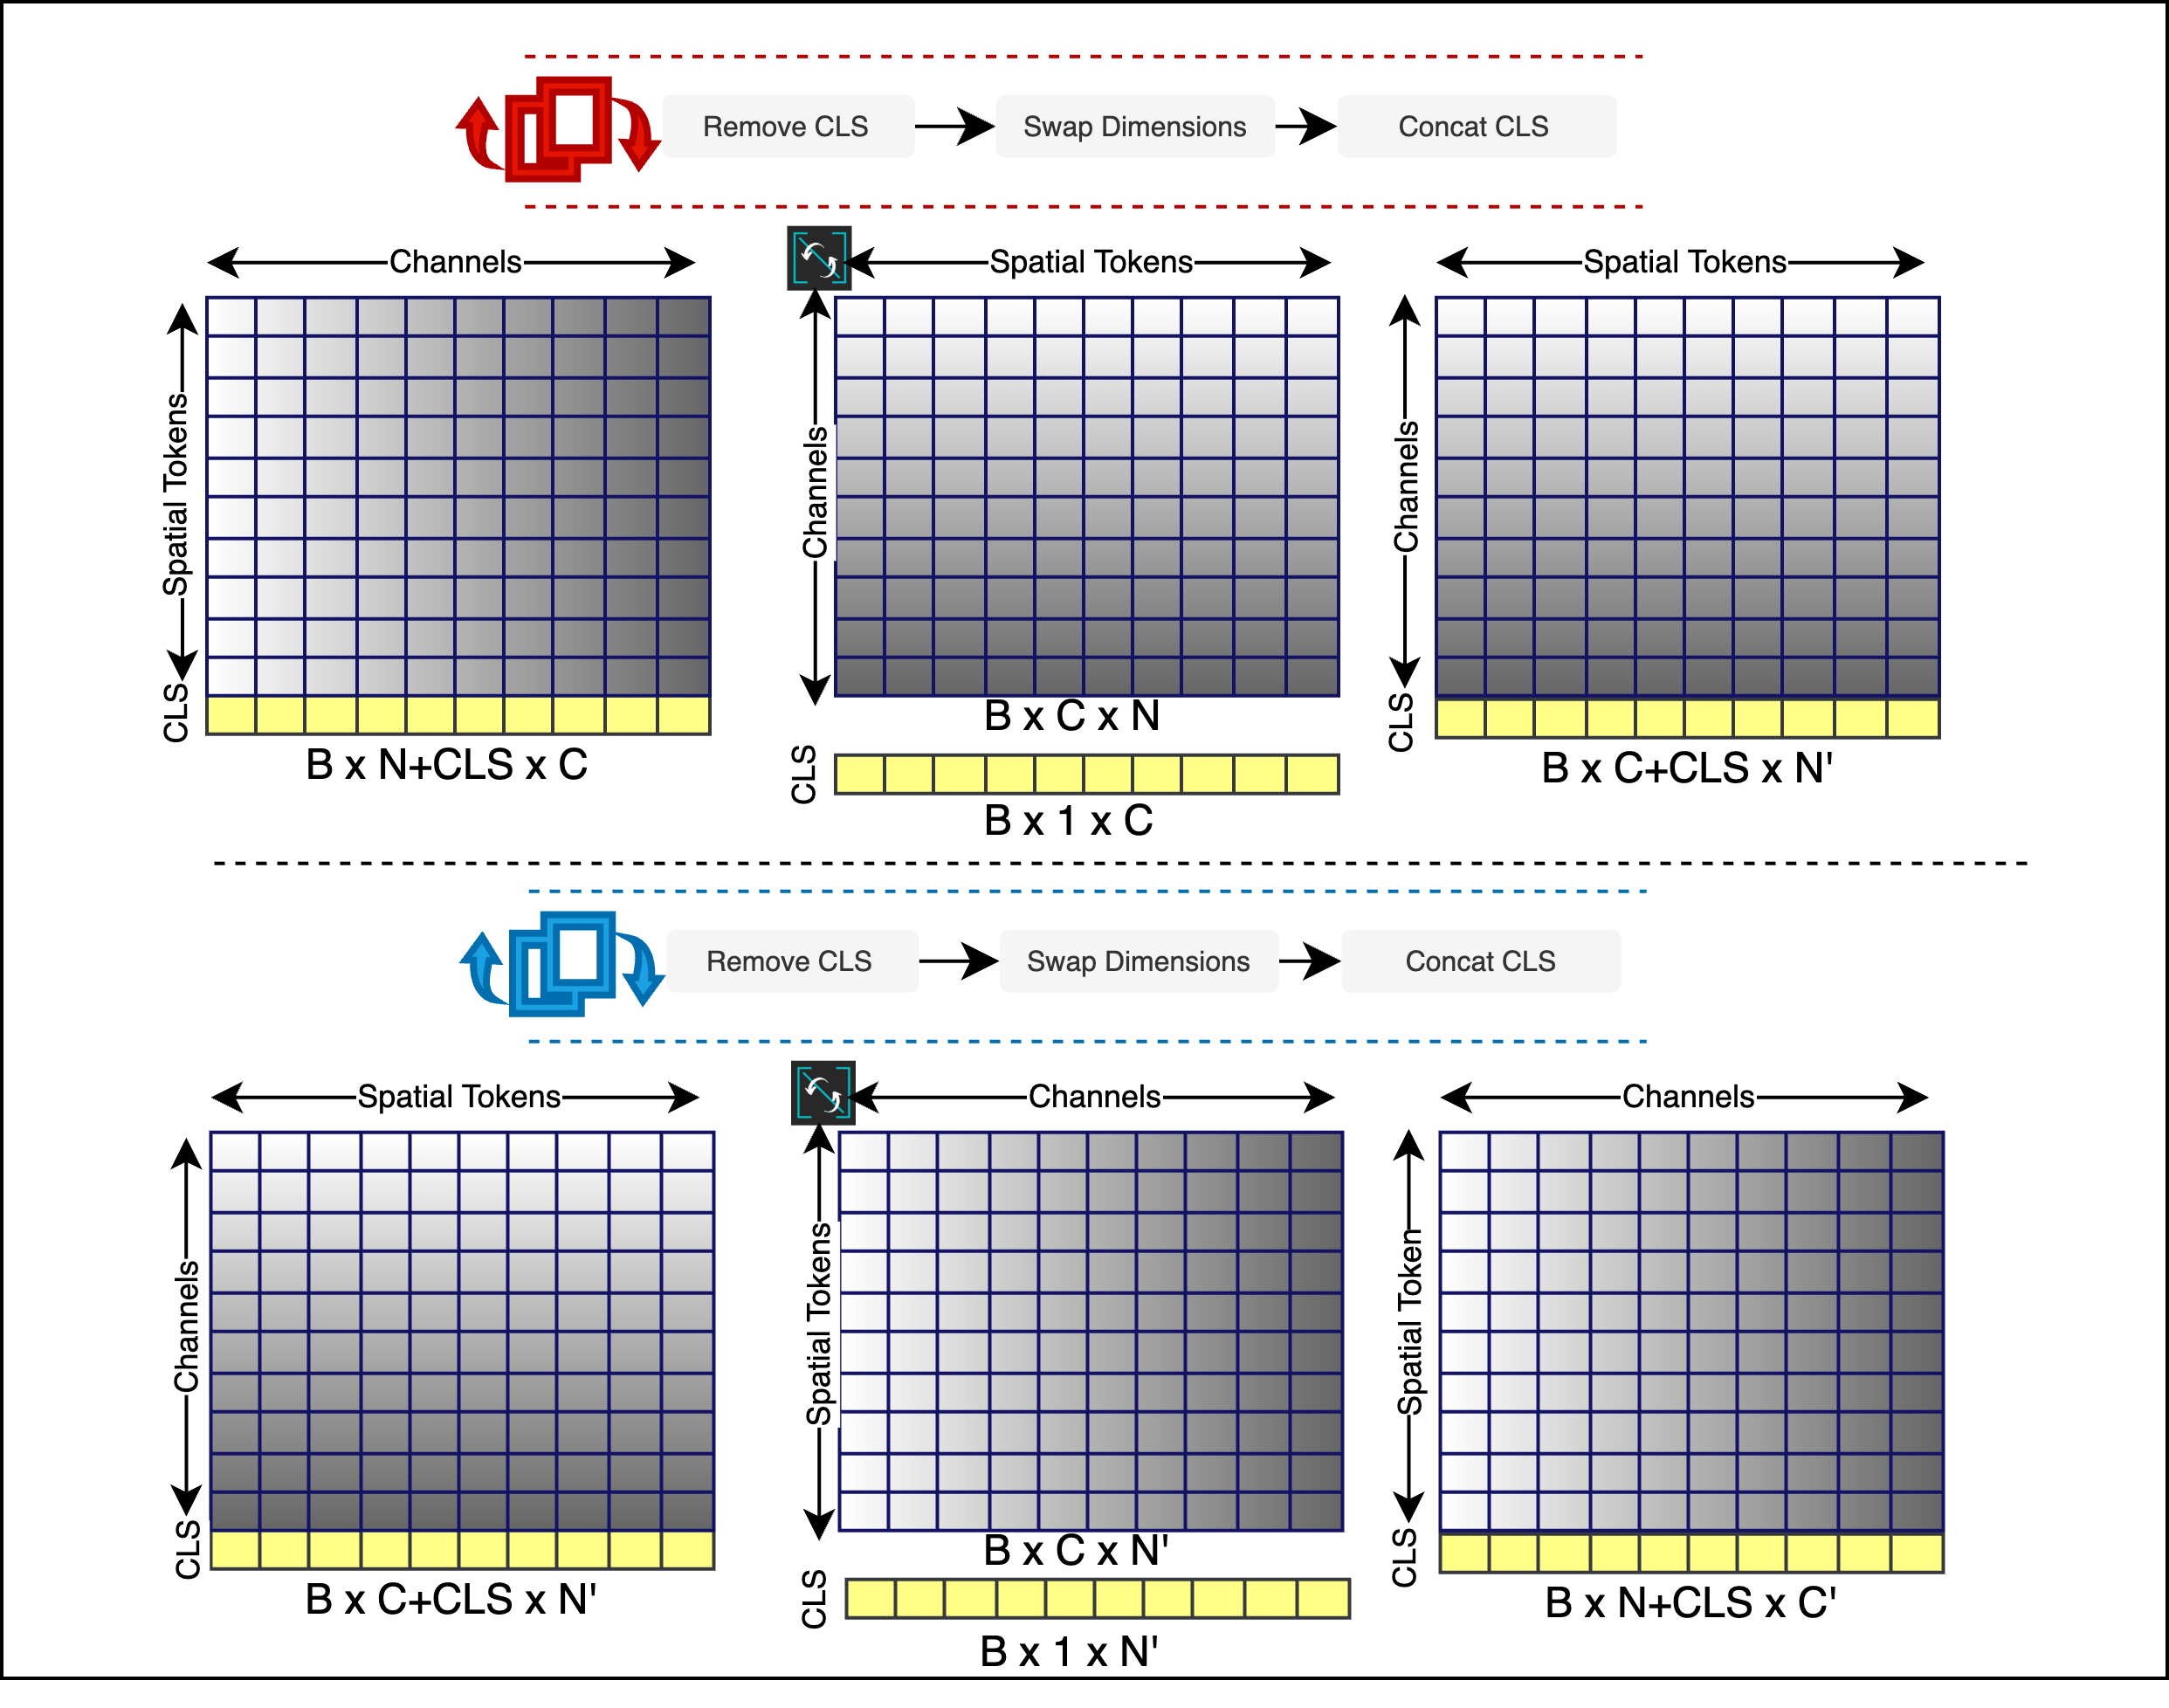 Remove CLS
Swap Dimensions
Concat CLS
Channels
Spatial Tokens
CLS
B x N+CLS x C
Spatial Tokens
Channels
B x C x N
CLS
B x 1 x C
Spatial Tokens
Channels
CLS
B x C+CLS x N'
Remove CLS
Swap Dimensions
Concat CLS
Spatial Tokens
Channels
CLS
B x C+CLS x N'
Channels
Spatial Tokens
B x C x N'
CLS
B x 1 x N'
Channels
Spatial Token
CLS
B x N+CLS x C'